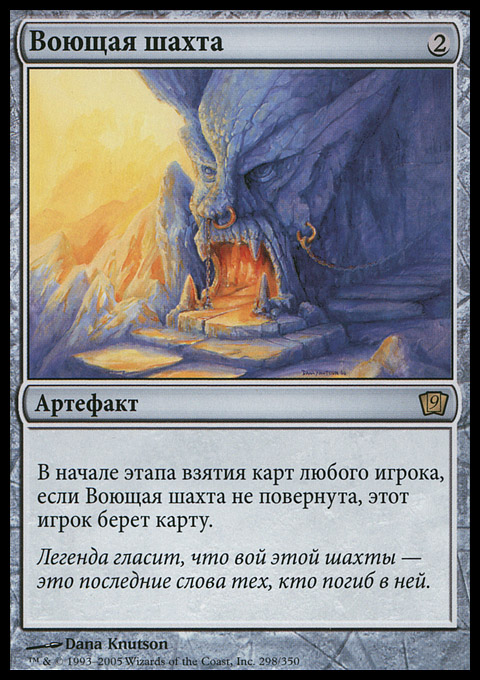 Воющая шахта
2
Артефакт
9
В начале этапа взятия карт любого игрока,
если Воющая шахта не повернута, этот
игрок берет карту.
Легенда гласит, что вой этой шахты —
это последние слова тех, кто погиб в ней.
Dana Knutson
™ & © 1993–2005 Wizards of the Coast, Inc. 298/350